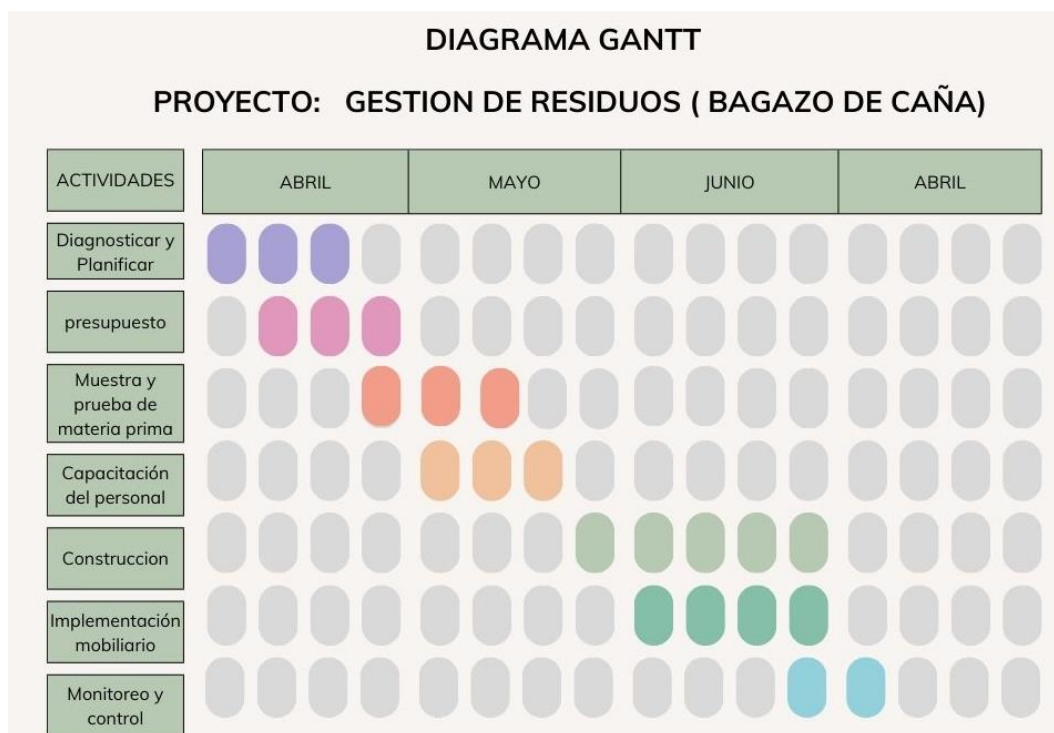 DIAGRAMA GANTT
PROYECTO: GESTION DE RESIDUOS ( BAGAZO DE CAÑA)
ACTIVIDADES
ABRIL
MAYO
JUNIO
ABRIL
Diagnosticar y
Planificar
presupuesto
Muestra y
prueba de
materia prima
Capacitación
del personal
Construccion
Implementación
mobiliario
Monitoreo y
control